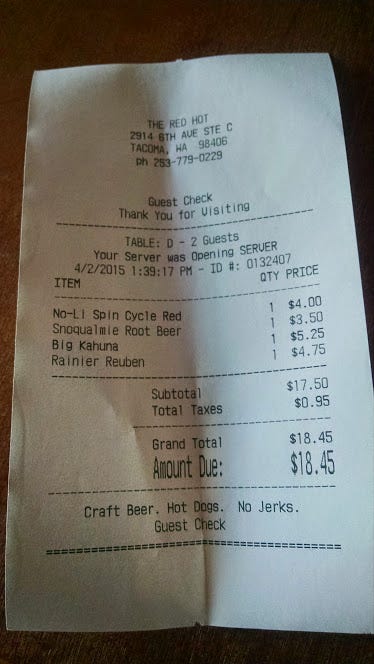 THE RED HOT
2914 6TH AVE STE C
TACOMA, WA 98406
ph 253-779-0229
Guest Check
Thank You for Visiting
TABLE: D - 2 Guests
Your Server was Opening SERVER
4/2/2015 1:39:17 PM - ID #: 0132407
ITEM QTY PRICE
No-Li Spin Cycle Red 1 $4.00
Snoqualmie Root Beer 1 $3.50
Big Kahuna 1 $5.25
Rainier Reuben 1 $4.75
Subtotal $17.50
Total Taxes $0.95
Grand Total $18.45
Amount Due: $18.45
Craft Beer. Hot Dogs. No Jerks.
Guest Check